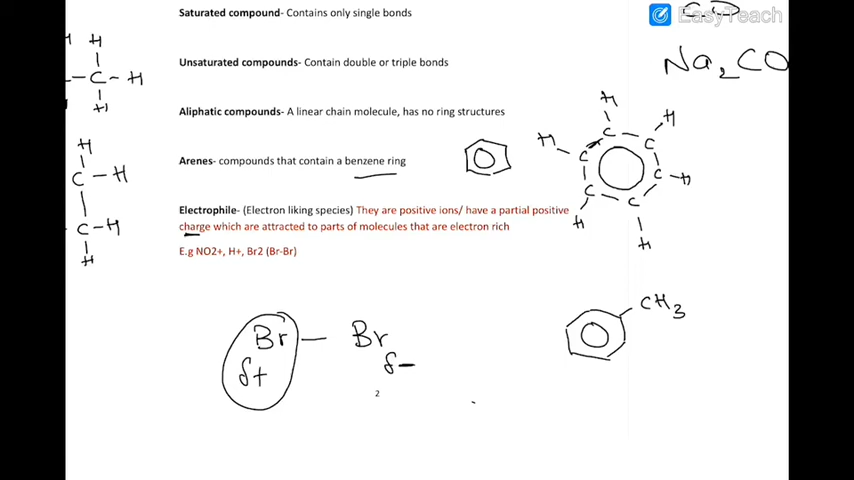 Saturated compound- Contains only single bonds
EasyTeach
Na2CO
Unsaturated compounds- Contain double or triple bonds
H H
C H
H
Aliphatic compounds- A linear chain molecule, has no ring structures
H
H C C H
H C C H
C C
H H
Arenes- compounds that contain a benzene ring
H
C H
C H
H
Electrophile- (Electron liking species) They are positive ions/ have a partial positive
charge which are attracted to parts of molecules that are electron rich
E.g NO2+, H+, Br2 (Br-Br)
CH3
Br — Br
δ+ δ-
2